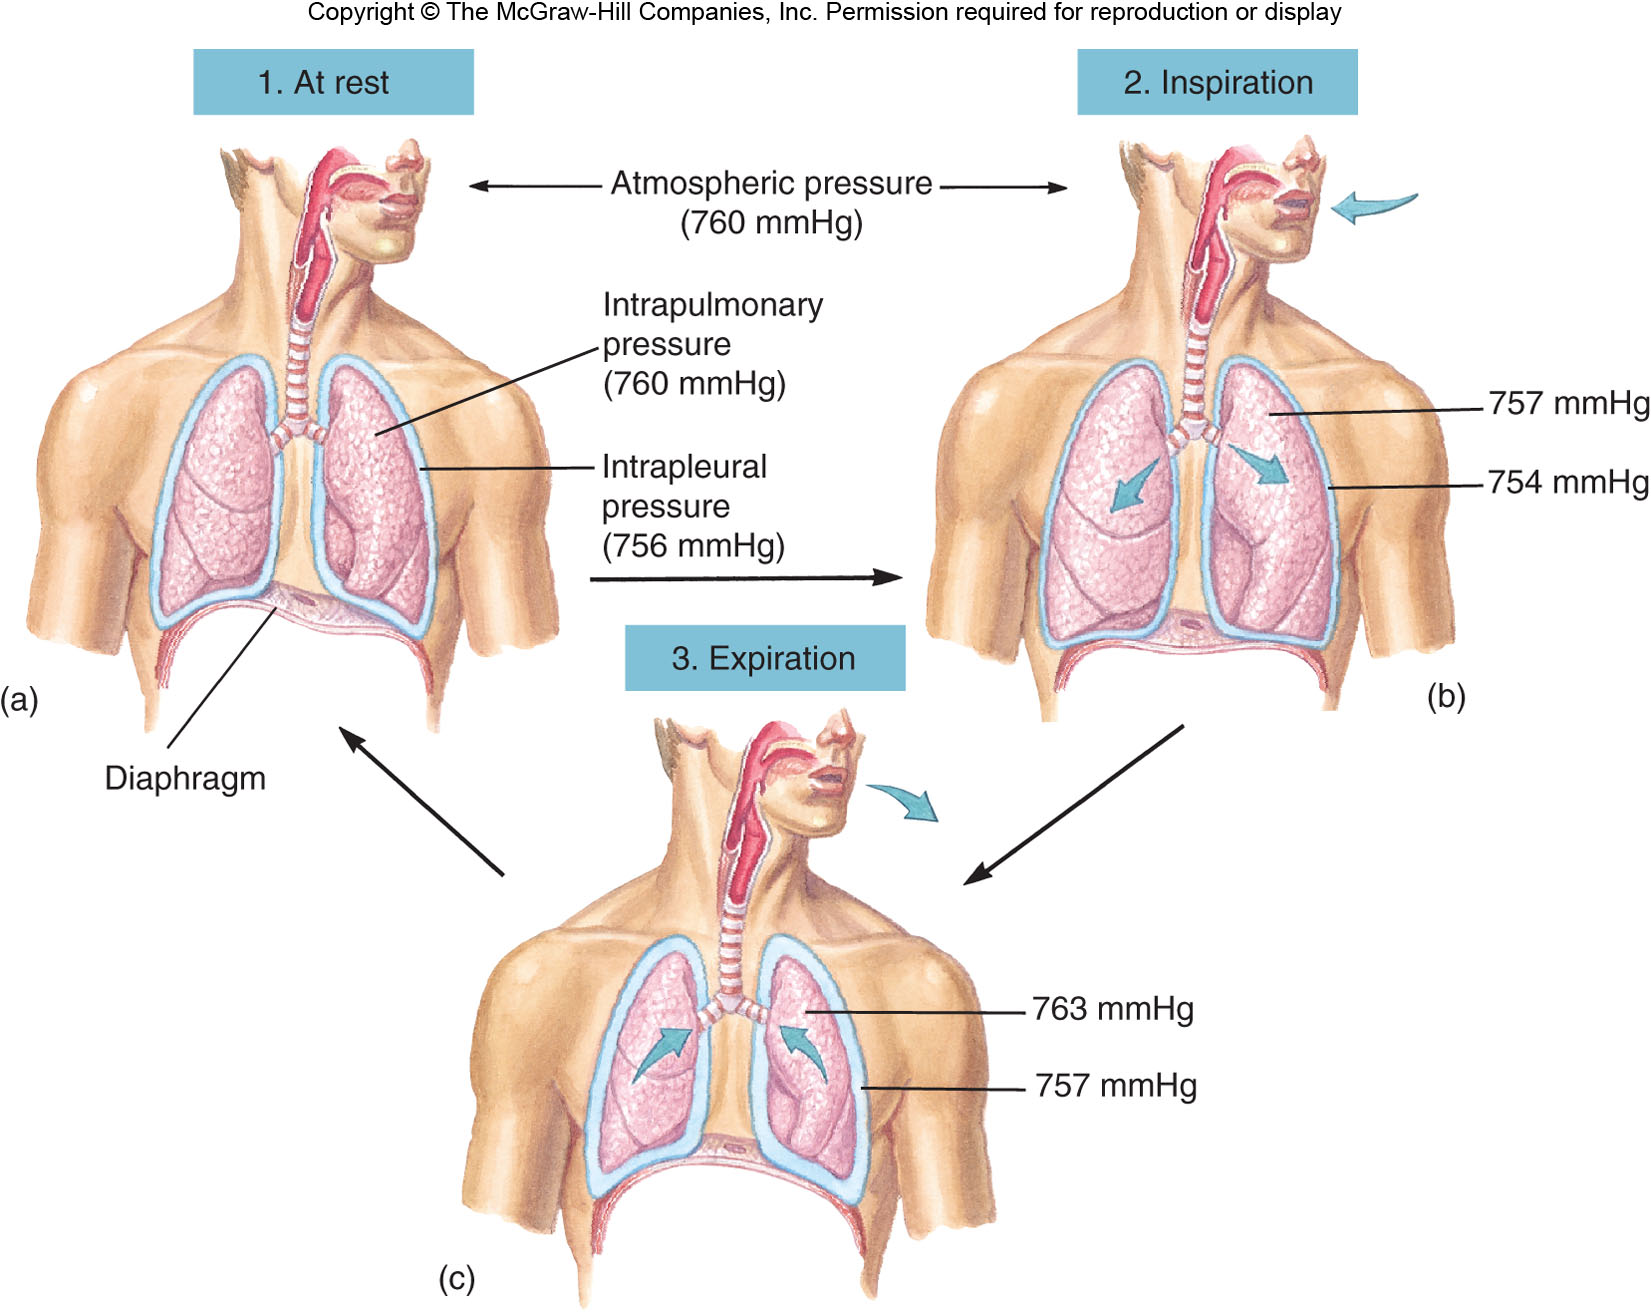 Copyright © The McGraw-Hill Companies, Inc. Permission required for reproduction or display
1. At rest
2. Inspiration
Atmospheric pressure
(760 mmHg)
Intrapulmonary
pressure
(760 mmHg)
Intrapleural
pressure
(756 mmHg)
757 mmHg
754 mmHg
3. Expiration
(a)
(b)
Diaphragm
763 mmHg
757 mmHg
(c)